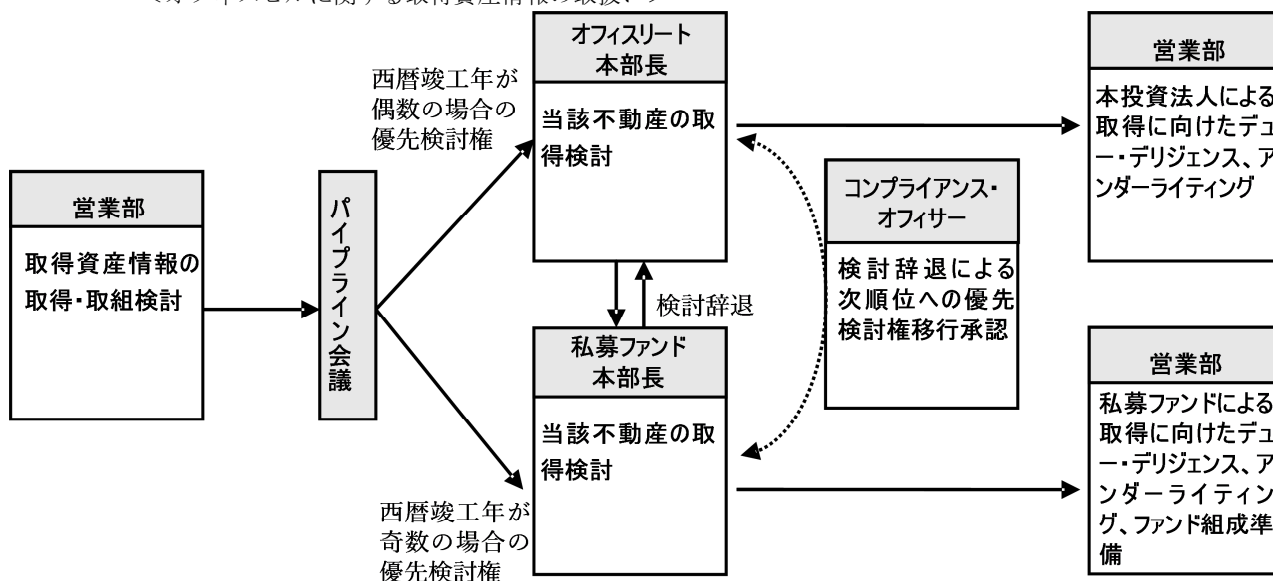 営業部
取得資産情報の
取得・取組検討
パイプライン会議
西暦竣工年が
偶数の場合の
優先検討権
西暦竣工年が
奇数の場合の
優先検討権
オフィスリート
本部長
当該不動産の取
得検討
検討辞退
私募ファンド
本部長
当該不動産の取
得検討
コンプライアンス・
オフィサー
検討辞退による
次順位への優先
検討権移行承認
営業部
本投資法人による
取得に向けたデュ
ー・デリジェンス、ア
ンダーライティング
営業部
私募ファンドによる
取得に向けたデュ
ー・デリジェンス、ア
ンダーライティン
グ、ファンド組成準
備